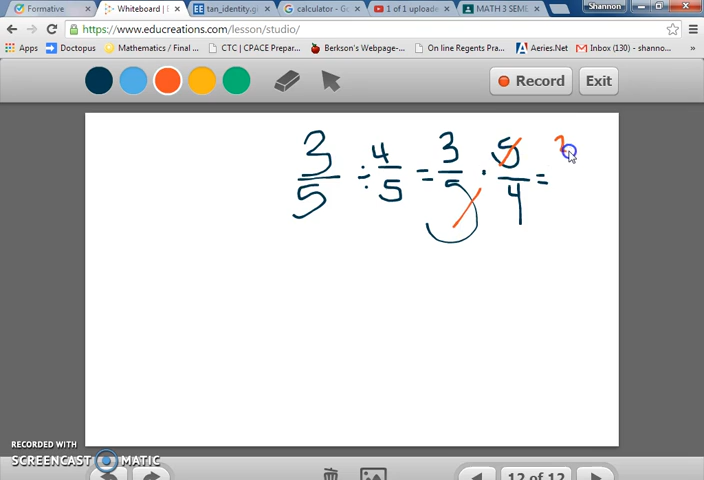 Formative
Whiteboard | E
tan_identity.gi
calculator - Go
1 of 1 uploade
MATH 3 SEME
Shannon
https://www.educreations.com/lesson/studio/
Apps
Doctopus
Mathematics / Final ...
CTC | CPACE Prepar...
Berkson's Webpage-...
On line Regents Pra...
Aeries.Net
Inbox (130) - shanno...
Record
Exit
3/5 ÷ 4/5 = 3/5 · 5/4 =
RECORDED WITH
SCREENCAST MATIC
12 of 12